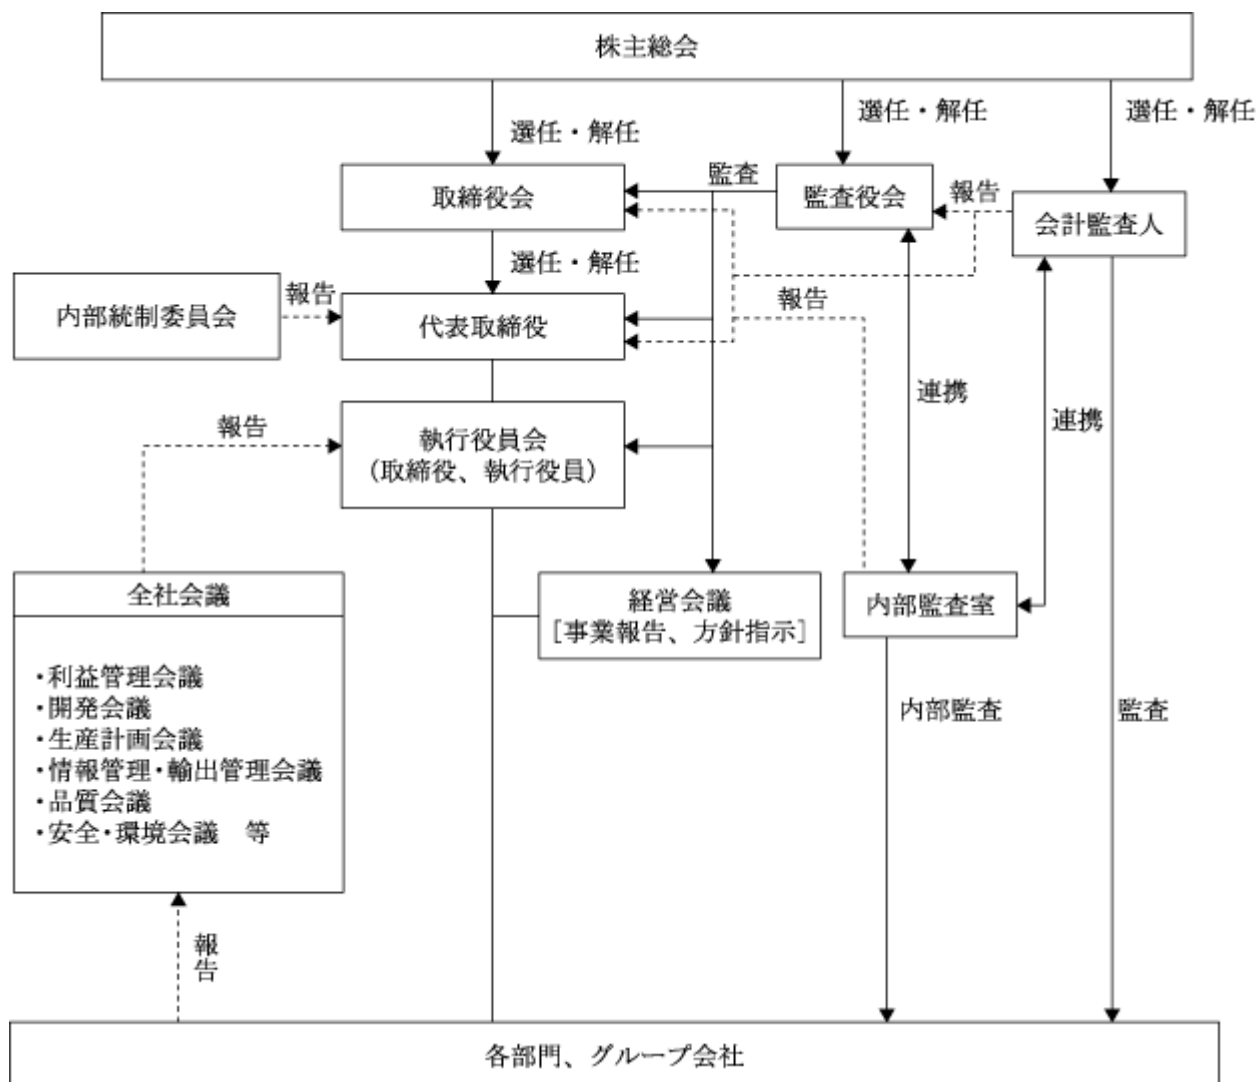 株主総会
選任・解任
選任・解任
選任・解任
取締役会
監査
監査役会
報告
会計監査人
選任・解任
内部統制委員会
報告
代表取締役
報告
連携
連携
報告
執行役員会
(取締役、執行役員)
全社会議
・利益管理会議
・開発会議
・生産計画会議
・情報管理・輸出管理会議
・品質会議
・安全・環境会議　等
経営会議
[事業報告、方針指示]
内部監査室
内部監査
監査
報告
各部門、グループ会社